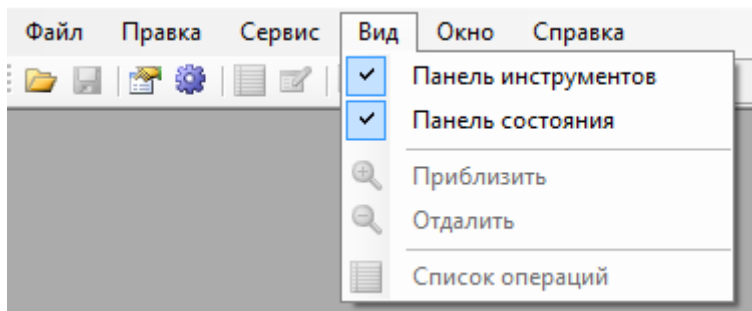 Файл Правка Сервис Вид Окно Справка
Панель инструментов
Панель состояния
Приблизить
Отдалить
Список операций